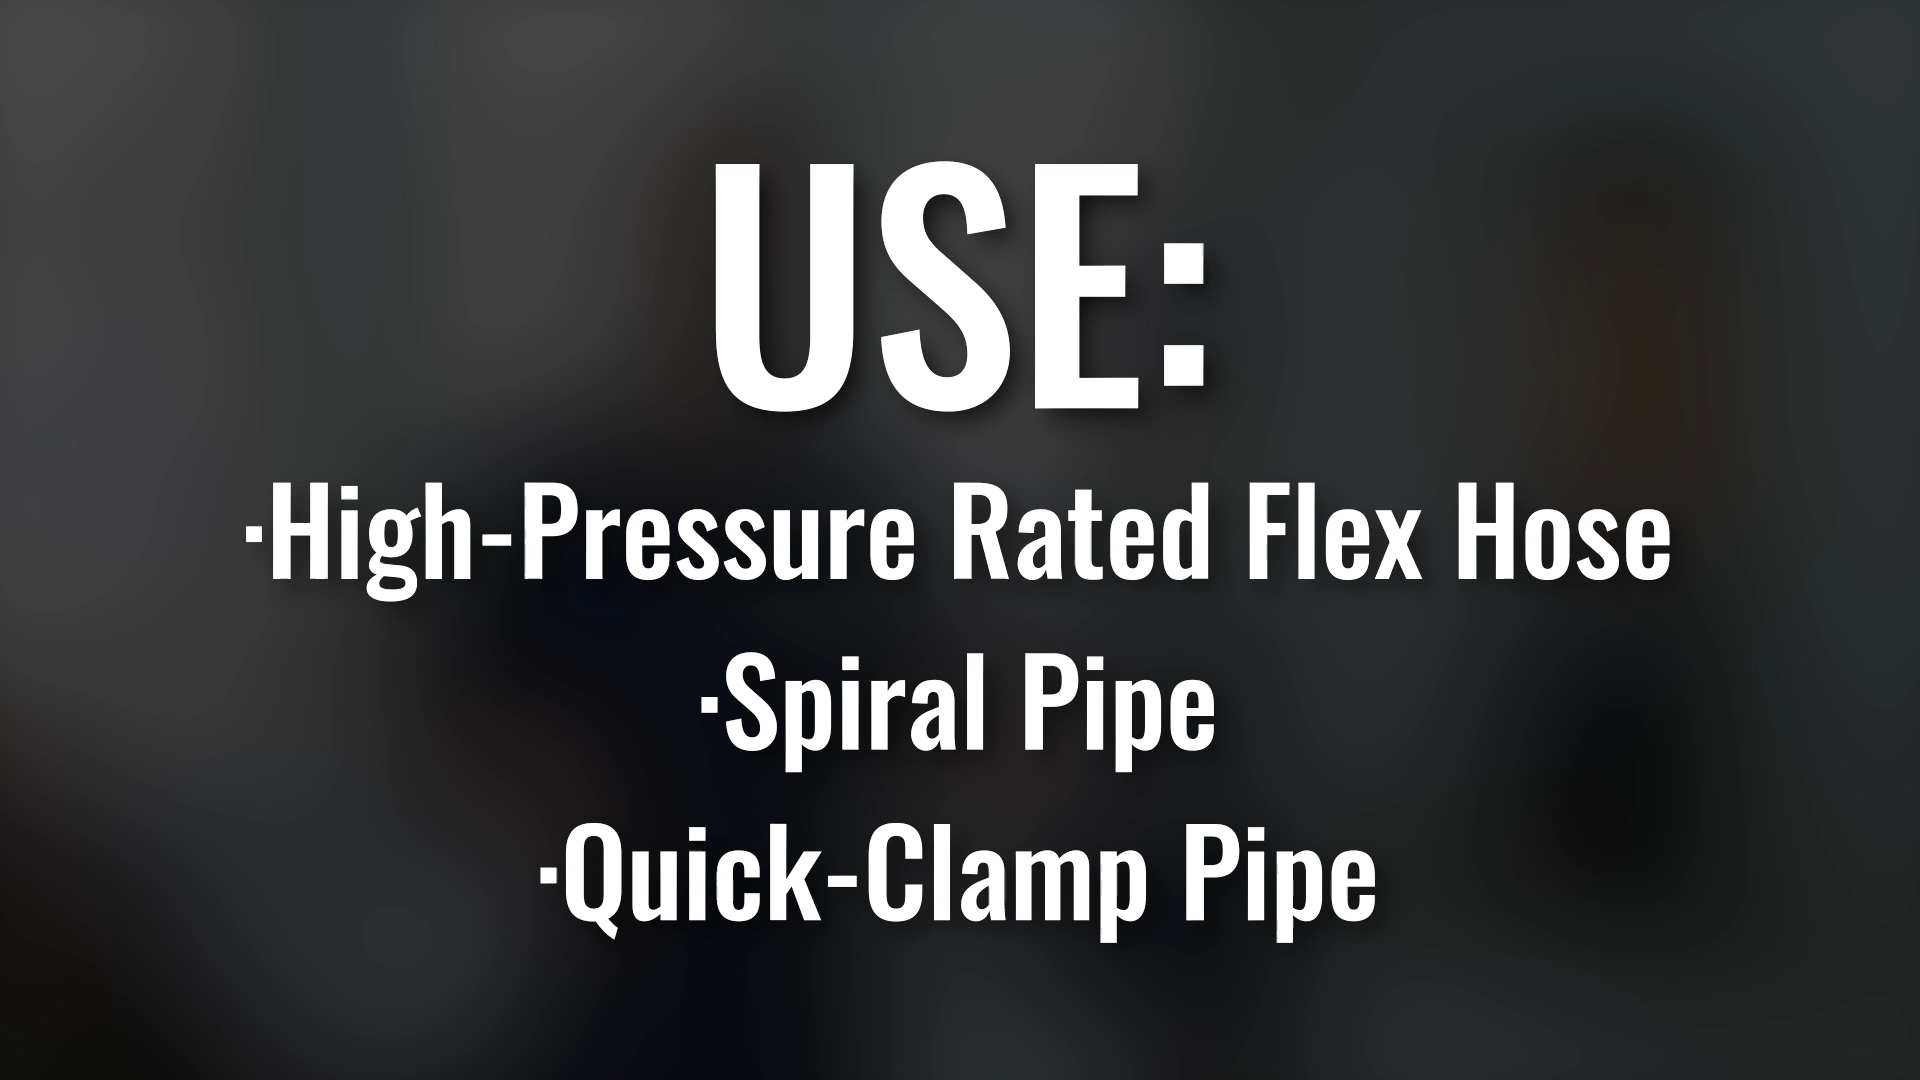 USE:
·High-Pressure Rated Flex Hose
·Spiral Pipe
·Quick-Clamp Pipe